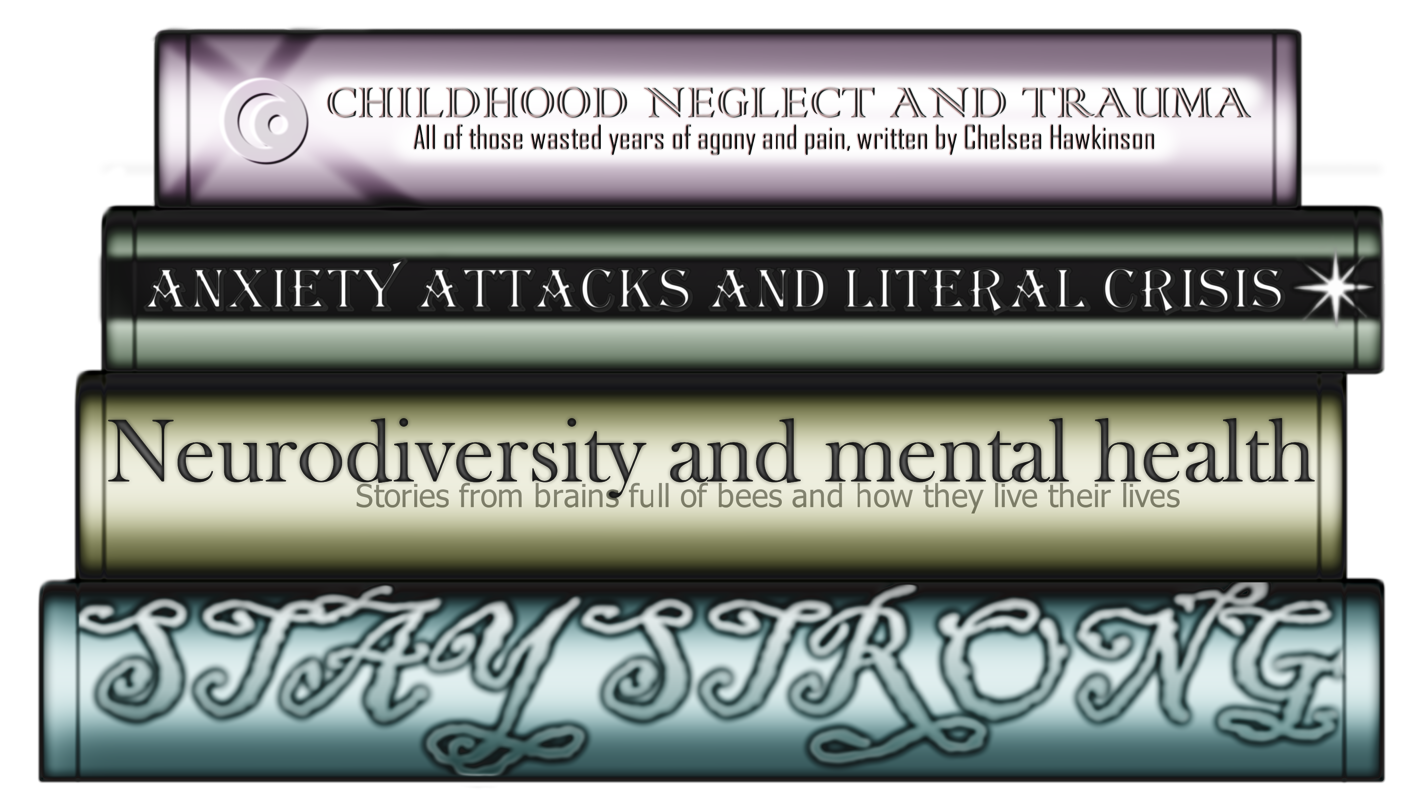 CHILDHOOD NEGLECT AND TRAUMA
All of those wasted years of agony and pain, written by Chelsea Hawkinson
ANXIETY ATTACKS AND LITERAL CRISIS
Neurodiversity and mental health
Stories from brains full of bees and how they live their lives
STAY STRONG